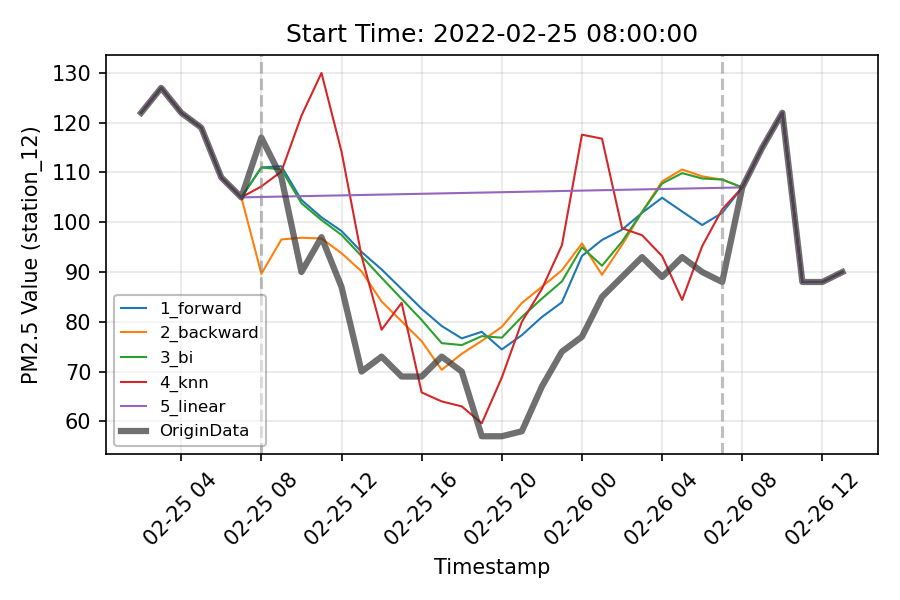 Start Time: 2022-02-25 08:00:00
PM2.5 Value (station_12)
130
120
110
100
90
80
70
60
1_forward
2_backward
3_bi
4_knn
5_linear
OriginData
02-25 04
02-25 08
02-25 12
02-25 16
02-25 20
02-26 00
02-26 04
02-26 08
02-26 12
Timestamp